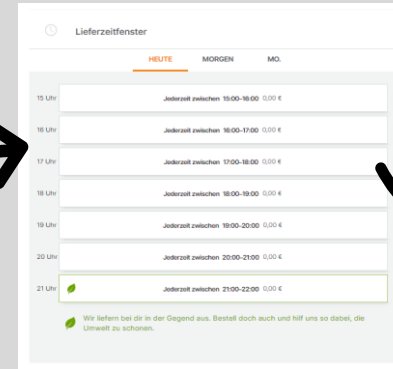 Lieferzeitfenster
HEUTE MORGEN MO.
15 Uhr Jederzeit zwischen 15:00-16:00 0,00 €
16 Uhr Jederzeit zwischen 16:00-17:00 0,00 €
17 Uhr Jederzeit zwischen 17:00-18:00 0,00 €
18 Uhr Jederzeit zwischen 18:00-19:00 0,00 €
19 Uhr Jederzeit zwischen 19:00-20:00 0,00 €
20 Uhr Jederzeit zwischen 20:00-21:00 0,00 €
21 Uhr Jederzeit zwischen 21:00-22:00 0,00 €
Wir liefern bei dir in der Gegend aus. Bestell doch auch und hilf uns so dabei, die
Umwelt zu schonen.